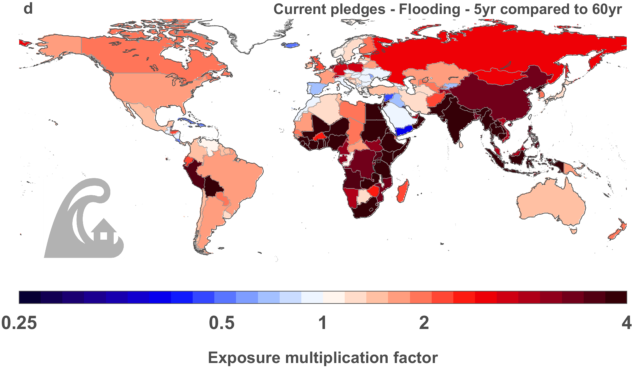 d
Current pledges - Flooding - 5yr compared to 60yr
0.25
0.5
1
2
4
Exposure multiplication factor